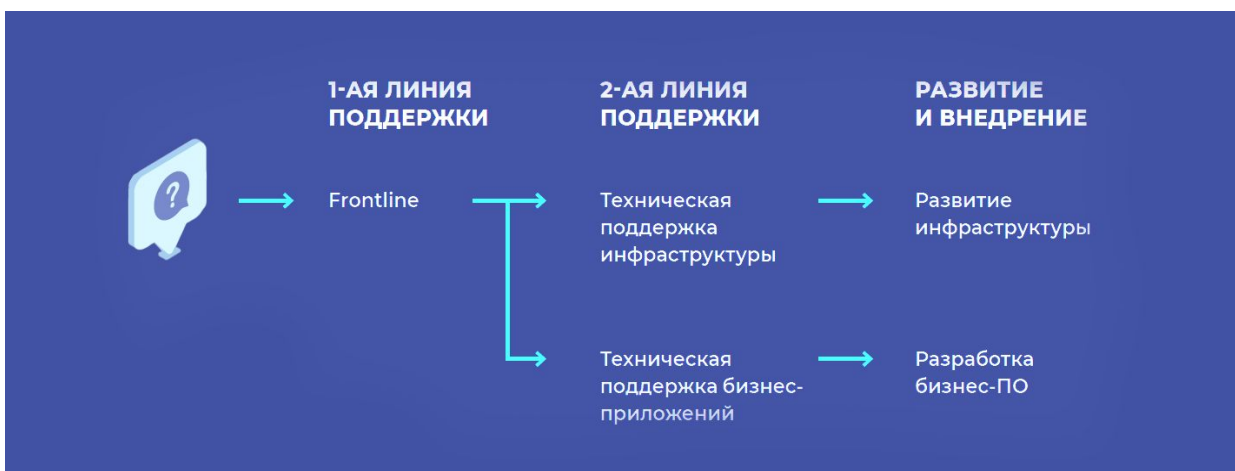 1-АЯ ЛИНИЯ
ПОДДЕРЖКИ
2-АЯ ЛИНИЯ
ПОДДЕРЖКИ
РАЗВИТИЕ
И ВНЕДРЕНИЕ
?
Frontline
Техническая
поддержка
инфраструктуры
Развитие
инфраструктуры
Техническая
поддержка бизнес-
приложений
Разработка
бизнес-ПО